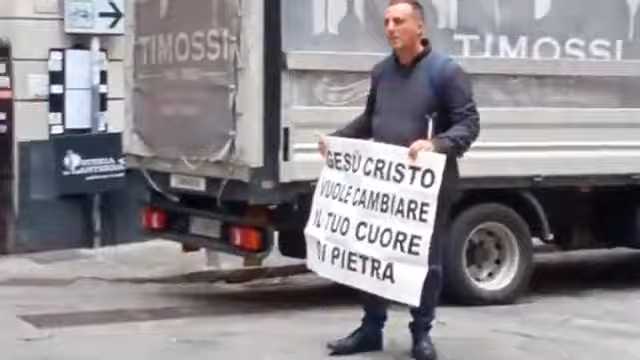 TIMOSSI
TIMOSSI
GESÙ CRISTO
VUOLE CAMBIARE
IL TUO CUORE
DI PIETRA